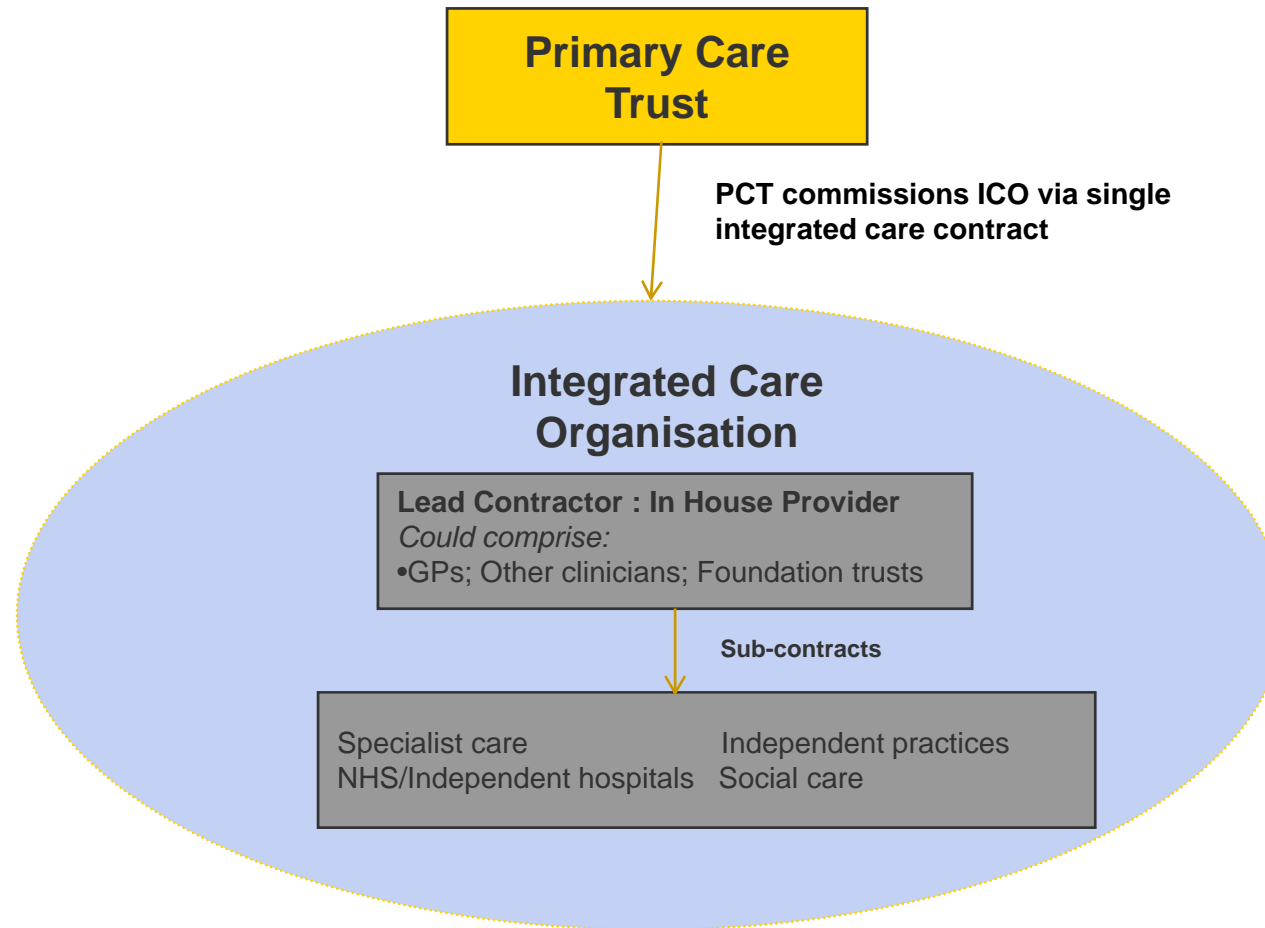 Primary Care
Trust
PCT commissions ICO via single
integrated care contract
Integrated Care
Organisation
Lead Contractor : In House Provider
Could comprise:
•GPs; Other clinicians; Foundation trusts
Sub-contracts
Specialist care Independent practices
NHS/Independent hospitals Social care